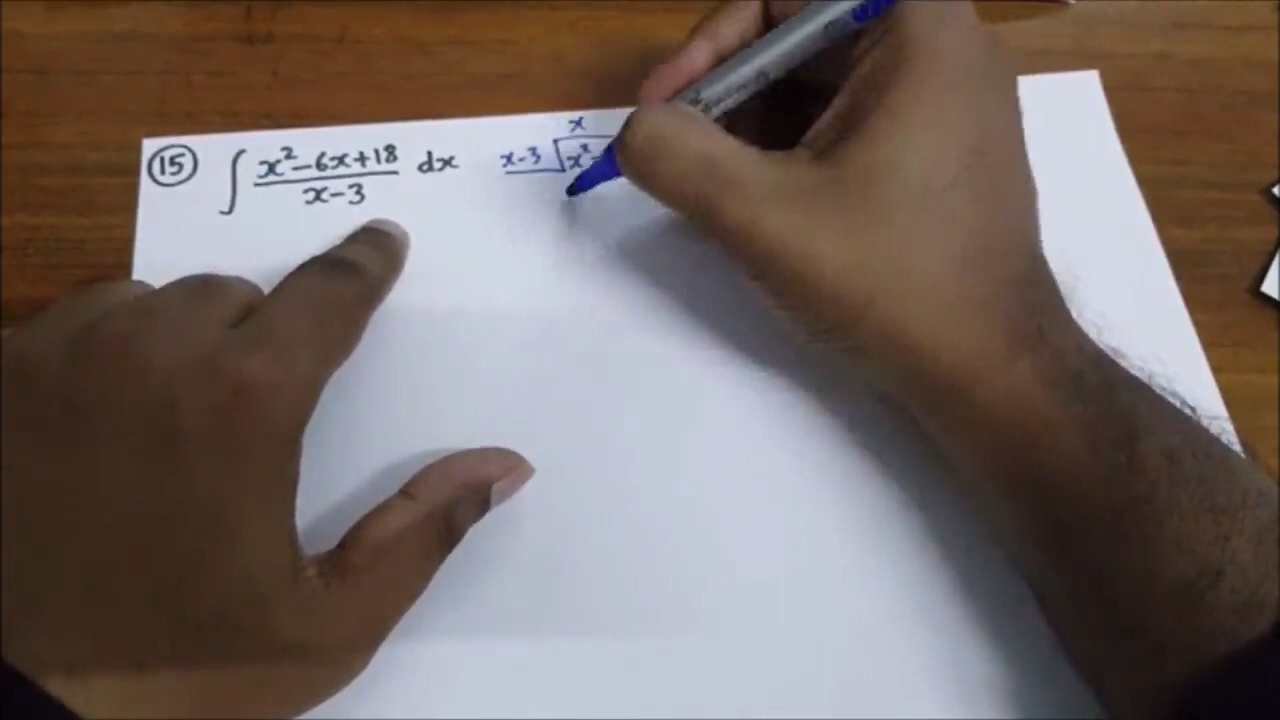 15 ∫ x²-6x+18 / x-3 dx
x
x-3 x²-